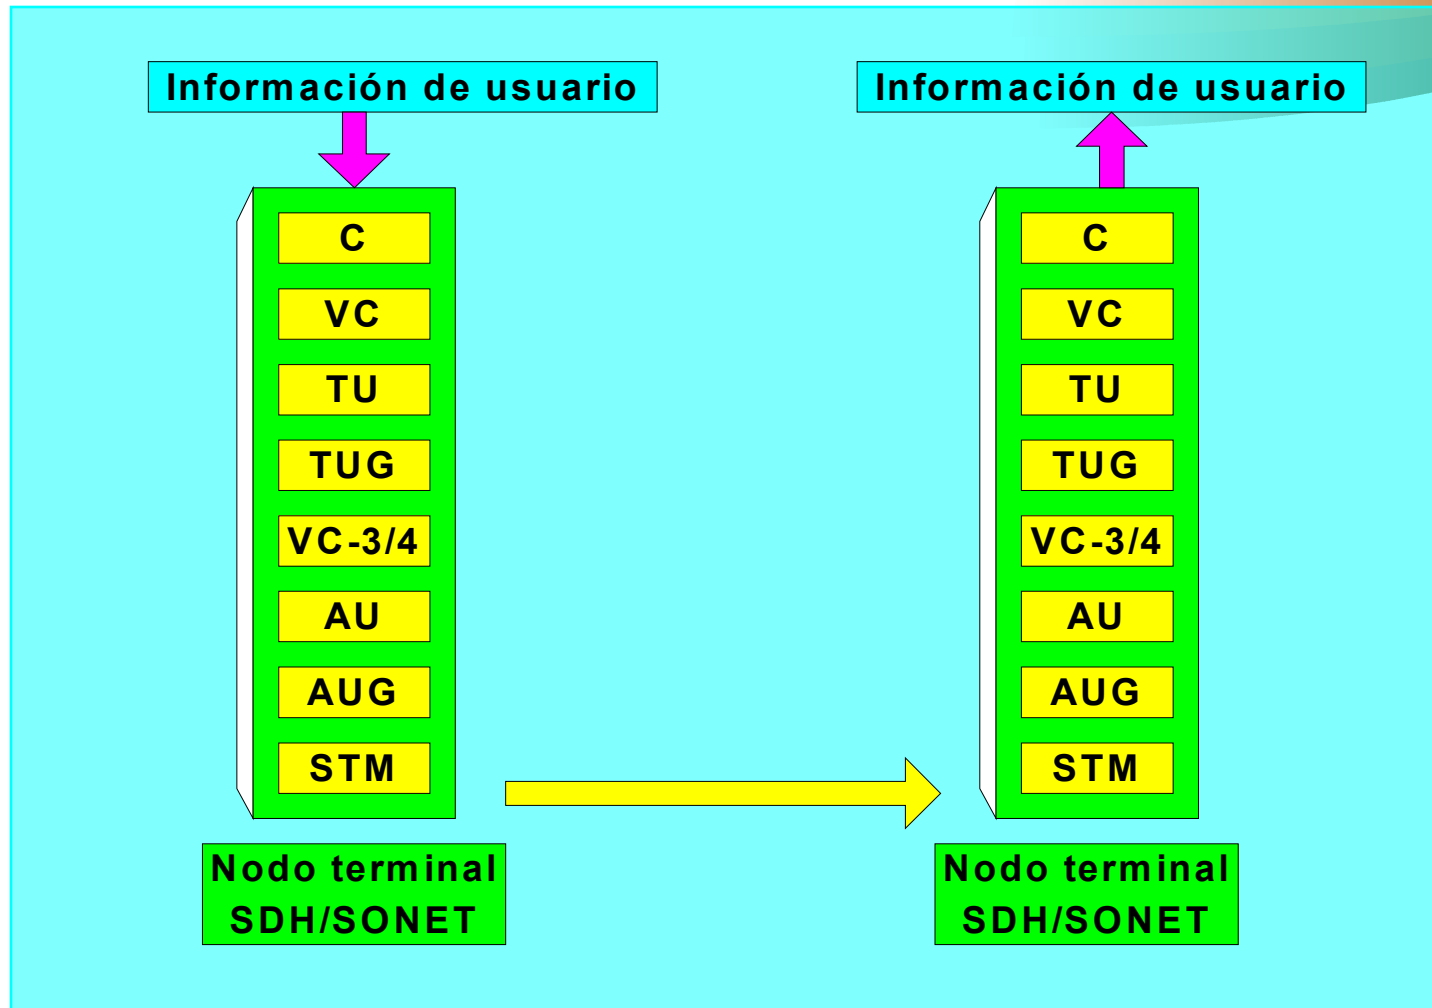 Información de usuario
Información de usuario
C
VC
TU
TUG
VC-3/4
AU
AUG
STM
C
VC
TU
TUG
VC-3/4
AU
AUG
STM
Nodo terminal
SDH/SONET
Nodo terminal
SDH/SONET